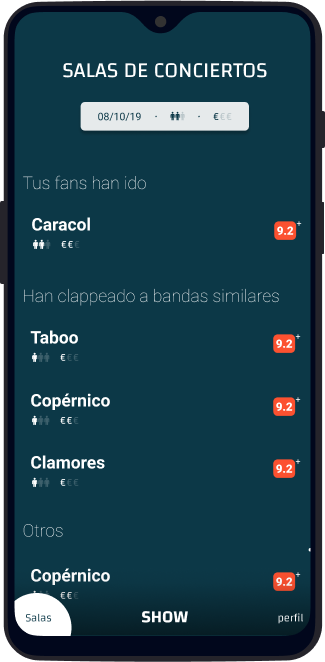 SALAS DE CONCIERTOS
08/10/19 · · €€€
Tus fans han ido
Caracol
€€€
9.2+
Han clappeado a bandas similares
Taboo
€€€
9.2+
Copérnico
€€€
9.2+
Clamores
€€€
9.2+
Otros
Copérnico
€€€
9.2+
Salas SHOW perfil